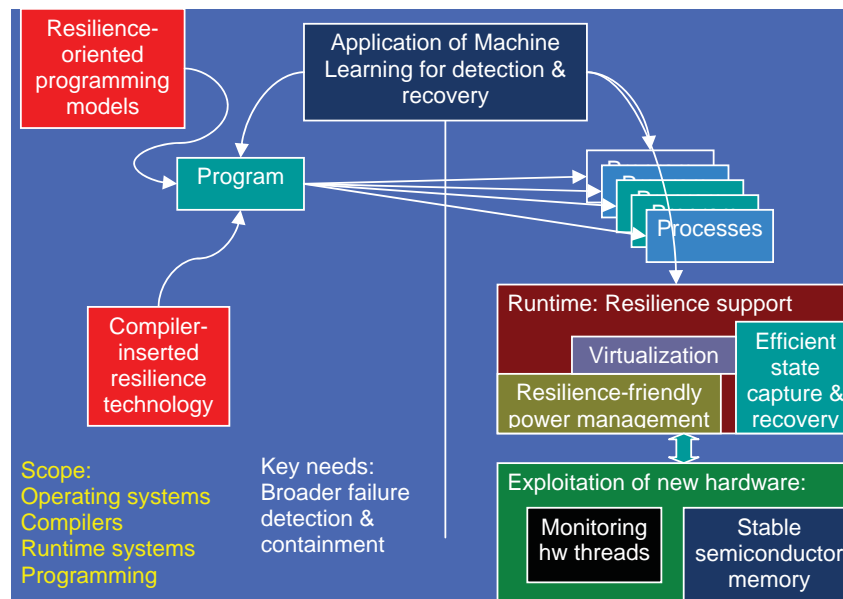 Resilience-
oriented
programming
models
Application of Machine
Learning for detection &
recovery
Program
Processes
Compiler-
inserted
resilience
technology
Runtime: Resilience support
Virtualization
Efficient
state
capture &
recovery
Resilience-friendly
power management
Scope:
Operating systems
Compilers
Runtime systems
Programming
Key needs:
Broader failure
detection &
containment
Exploitation of new hardware:
Monitoring
hw threads
Stable
semiconductor
memory